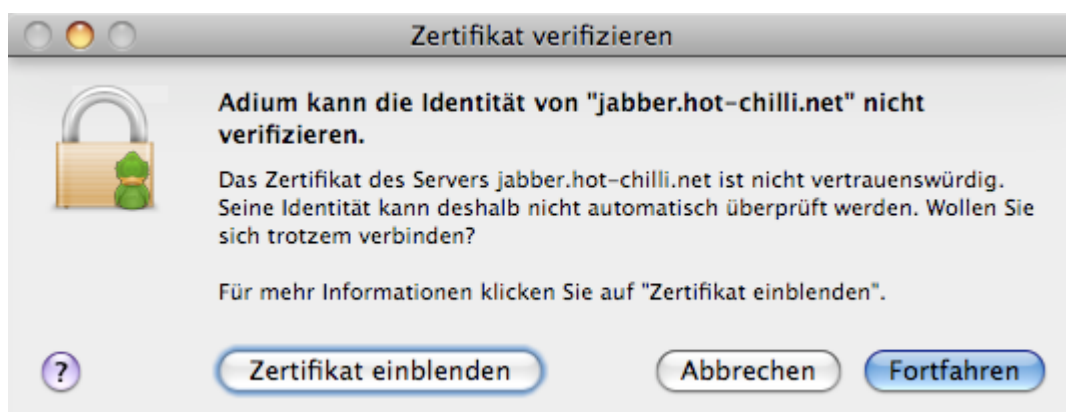 Zertifikat verifizieren
Adium kann die Identität von "jabber.hot-chilli.net" nicht
verifizieren.
Das Zertifikat des Servers jabber.hot-chilli.net ist nicht vertrauenswürdig.
Seine Identität kann deshalb nicht automatisch überprüft werden. Wollen Sie
sich trotzem verbinden?
Für mehr Informationen klicken Sie auf "Zertifikat einblenden".
? Zertifikat einblenden Abbrechen Fortfahren